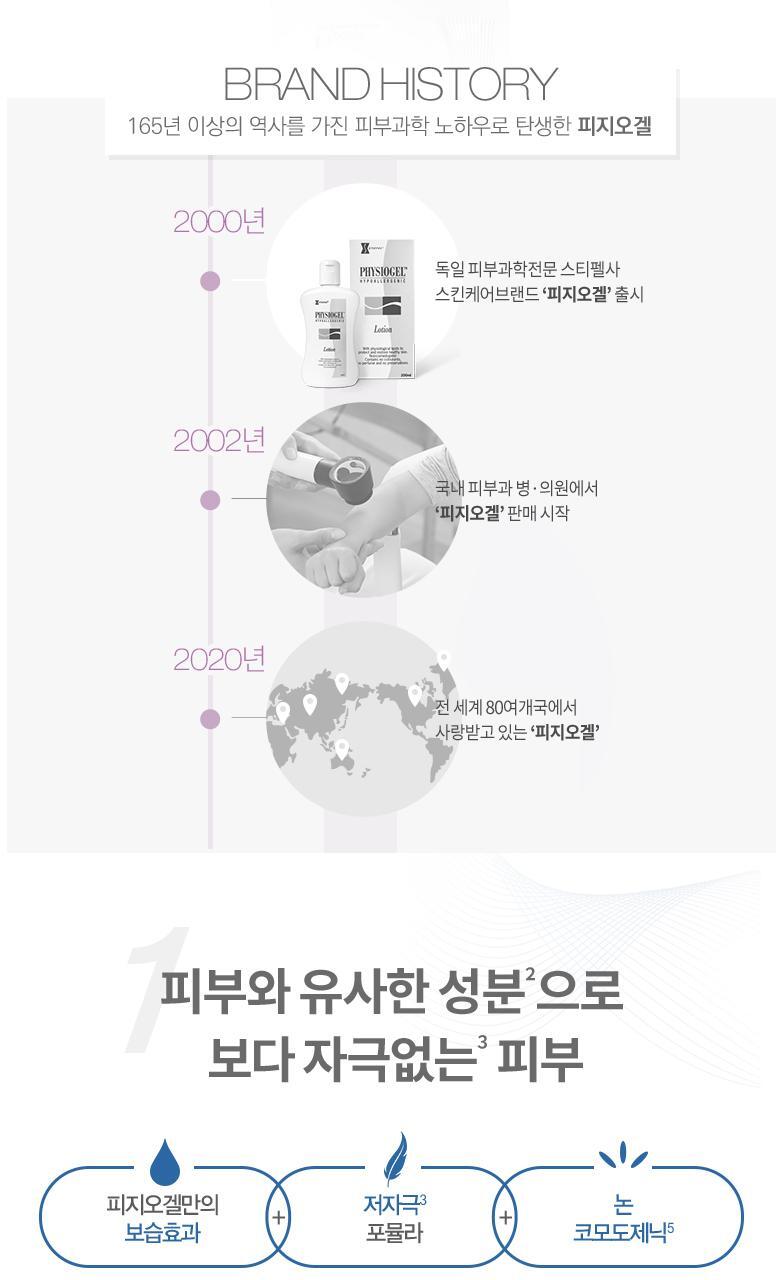 BRAND HISTORY
165년 이상의 역사를 가진 피부과학 노하우로 탄생한 피지오겔
2000년
PHYSIOGEL
HYPOALLERGENIC
Lotion
PHYSIOGEL
HYPOALLERGENIC
Lotion
독일 피부과학전문 스티펠사
스킨케어브랜드 ‘피지오겔’ 출시
2002년
국내 피부과 병·의원에서
‘피지오겔’ 판매 시작
2020년
전 세계 80여개국에서
사랑받고 있는 ‘피지오겔’
1
피부와 유사한 성분2으로
보다 자극없는3 피부
피지오겔만의
보습효과
+
저자극3
포뮬라
+
논
코모도제닉5